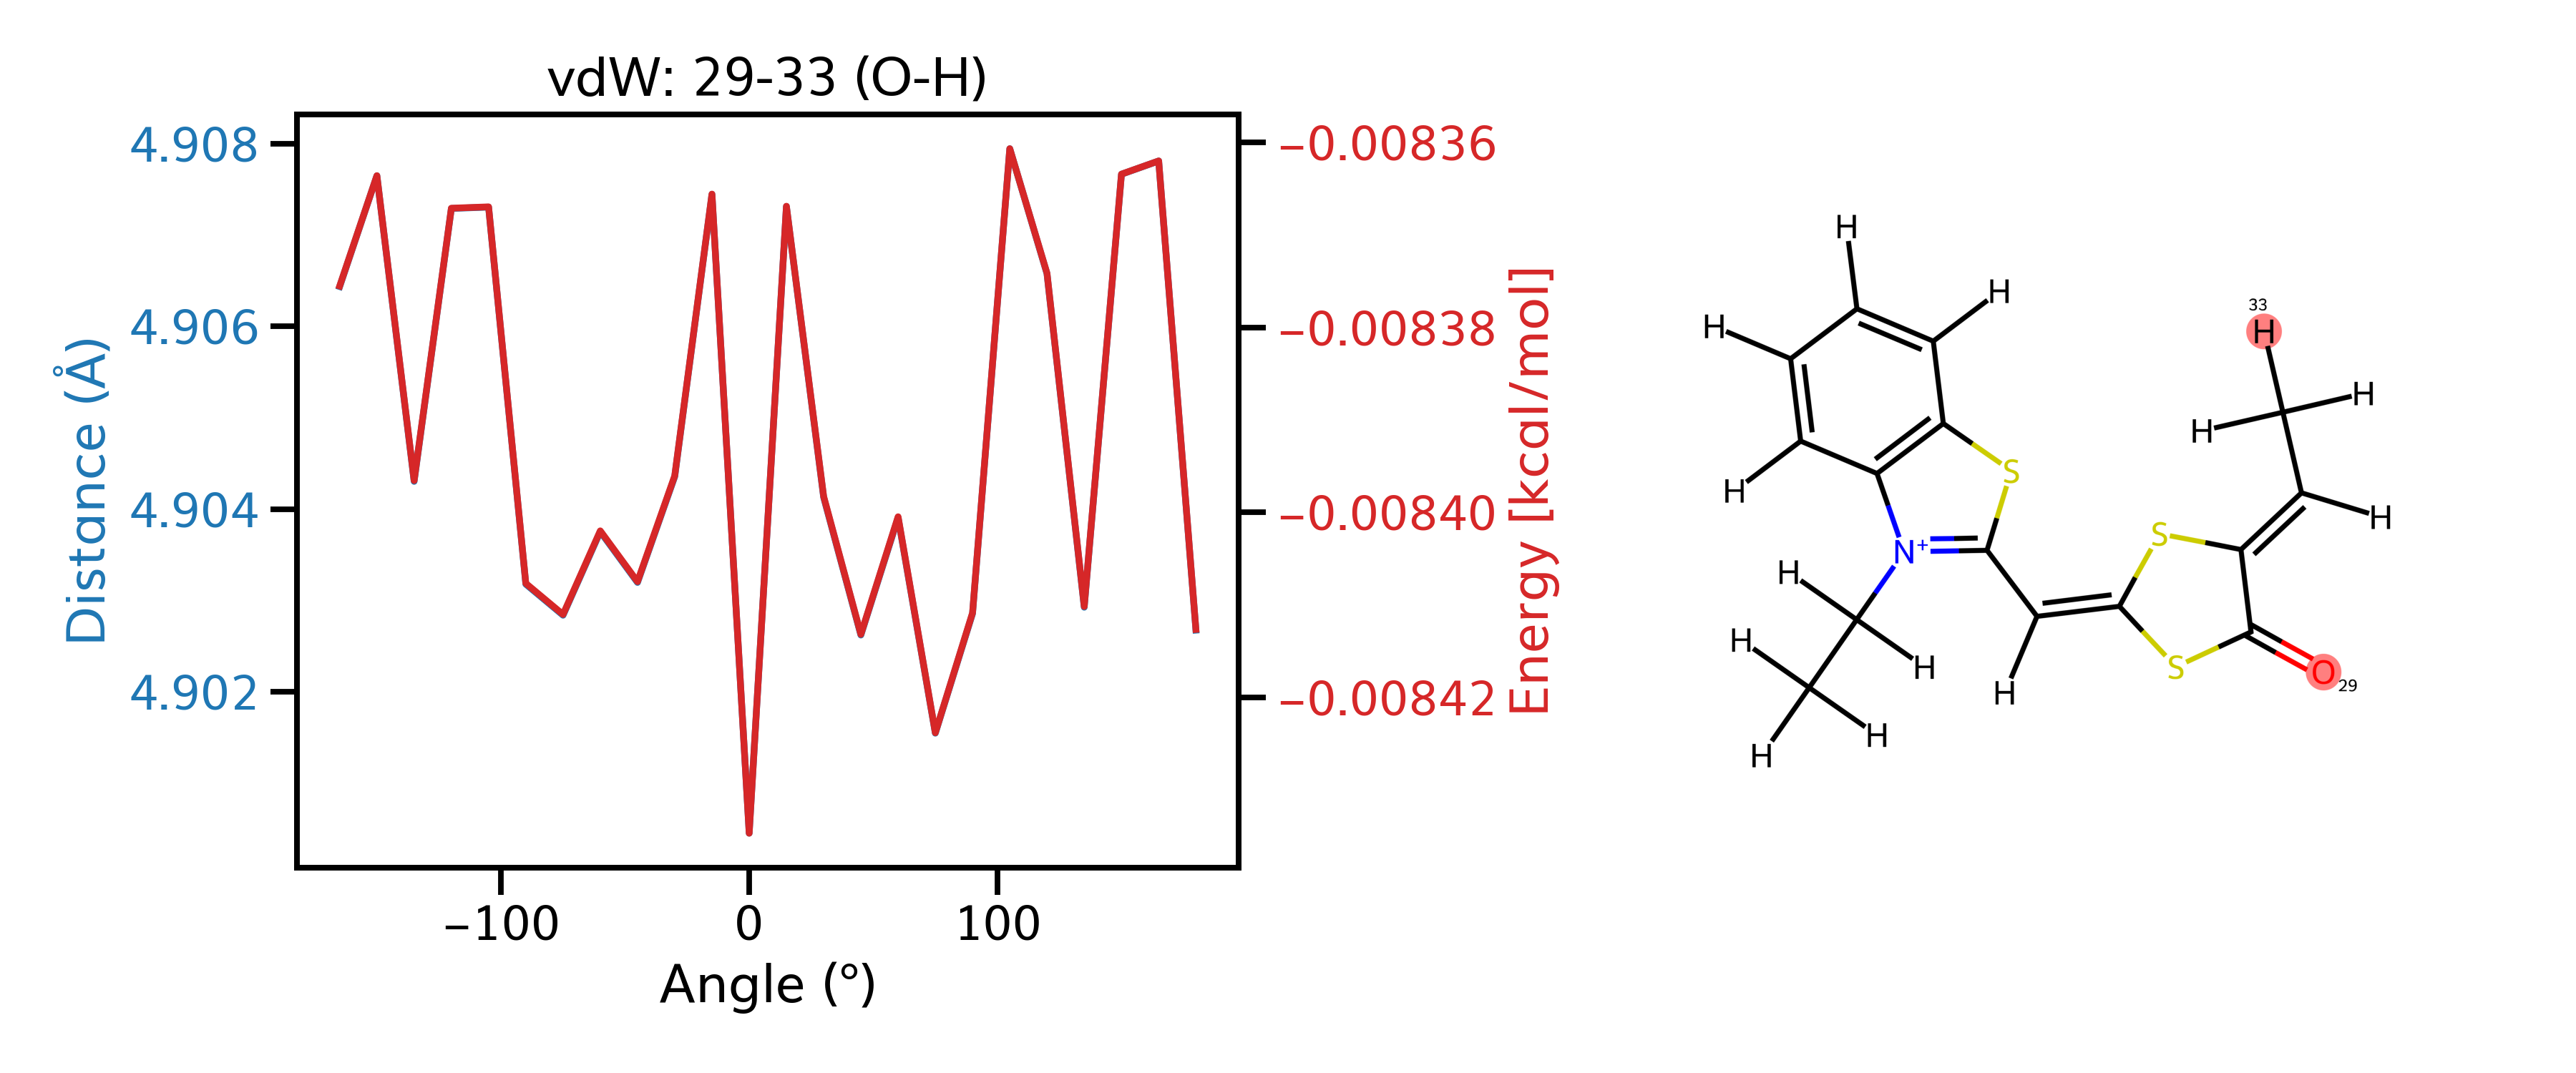 vdW: 29-33 (O-H)
4.908
4.906
4.904
4.902
Distance (Å)
−0.00836
−0.00838
−0.00840
−0.00842
Energy [kcal/mol]
−100 0 100
Angle (°)
H
H
H
33
H
H
H
H
S
H
H
S
N+
H
H
H
S
O 29
H
H
H